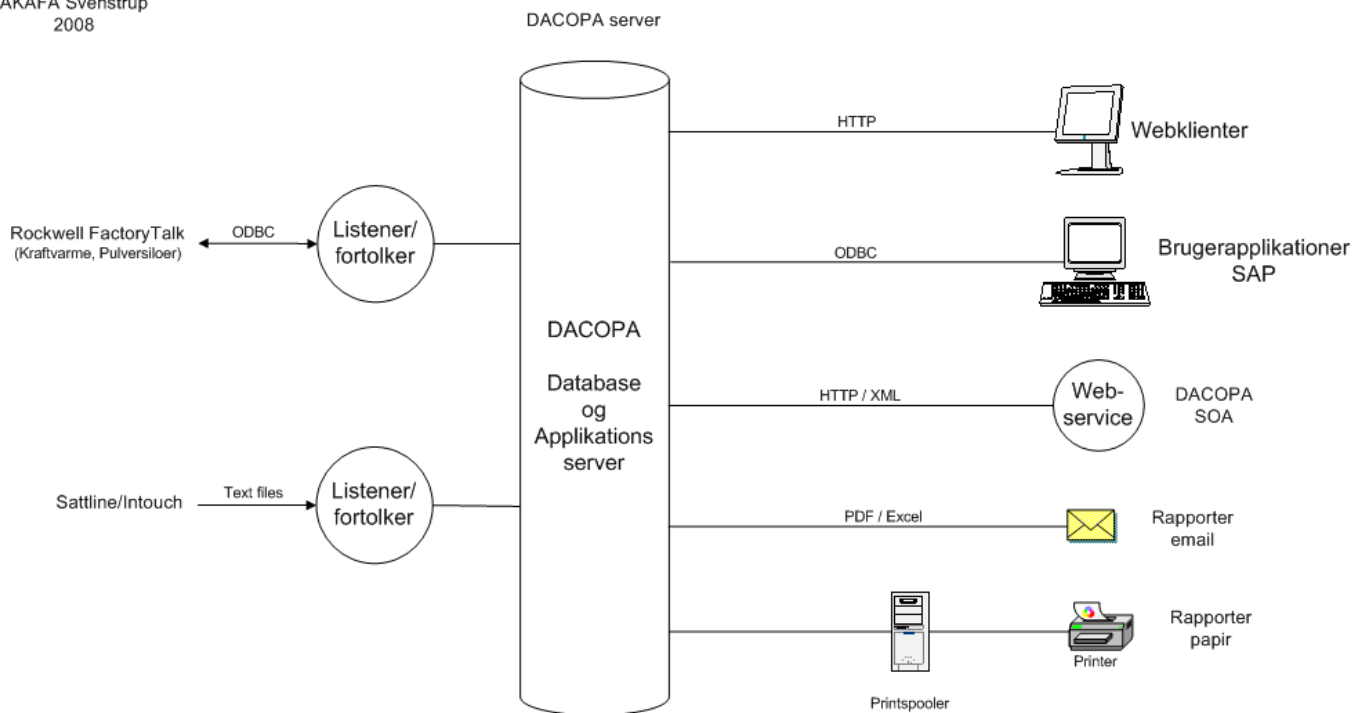 AKAFA Svenstrup
2008
DACOPA server
HTTP
Webklienter
Rockwell FactoryTalk
(Kraftvarme, Pulversiloer)
ODBC
Listener/
fortolker
ODBC
Brugerapplikationer
SAP
DACOPA
Database
og
Applikations
server
HTTP / XML
Web-
service
DACOPA
SOA
Sattline/Intouch
Text files
Listener/
fortolker
PDF / Excel
Rapporter
email
Rapporter
papir
Printer
Printspooler